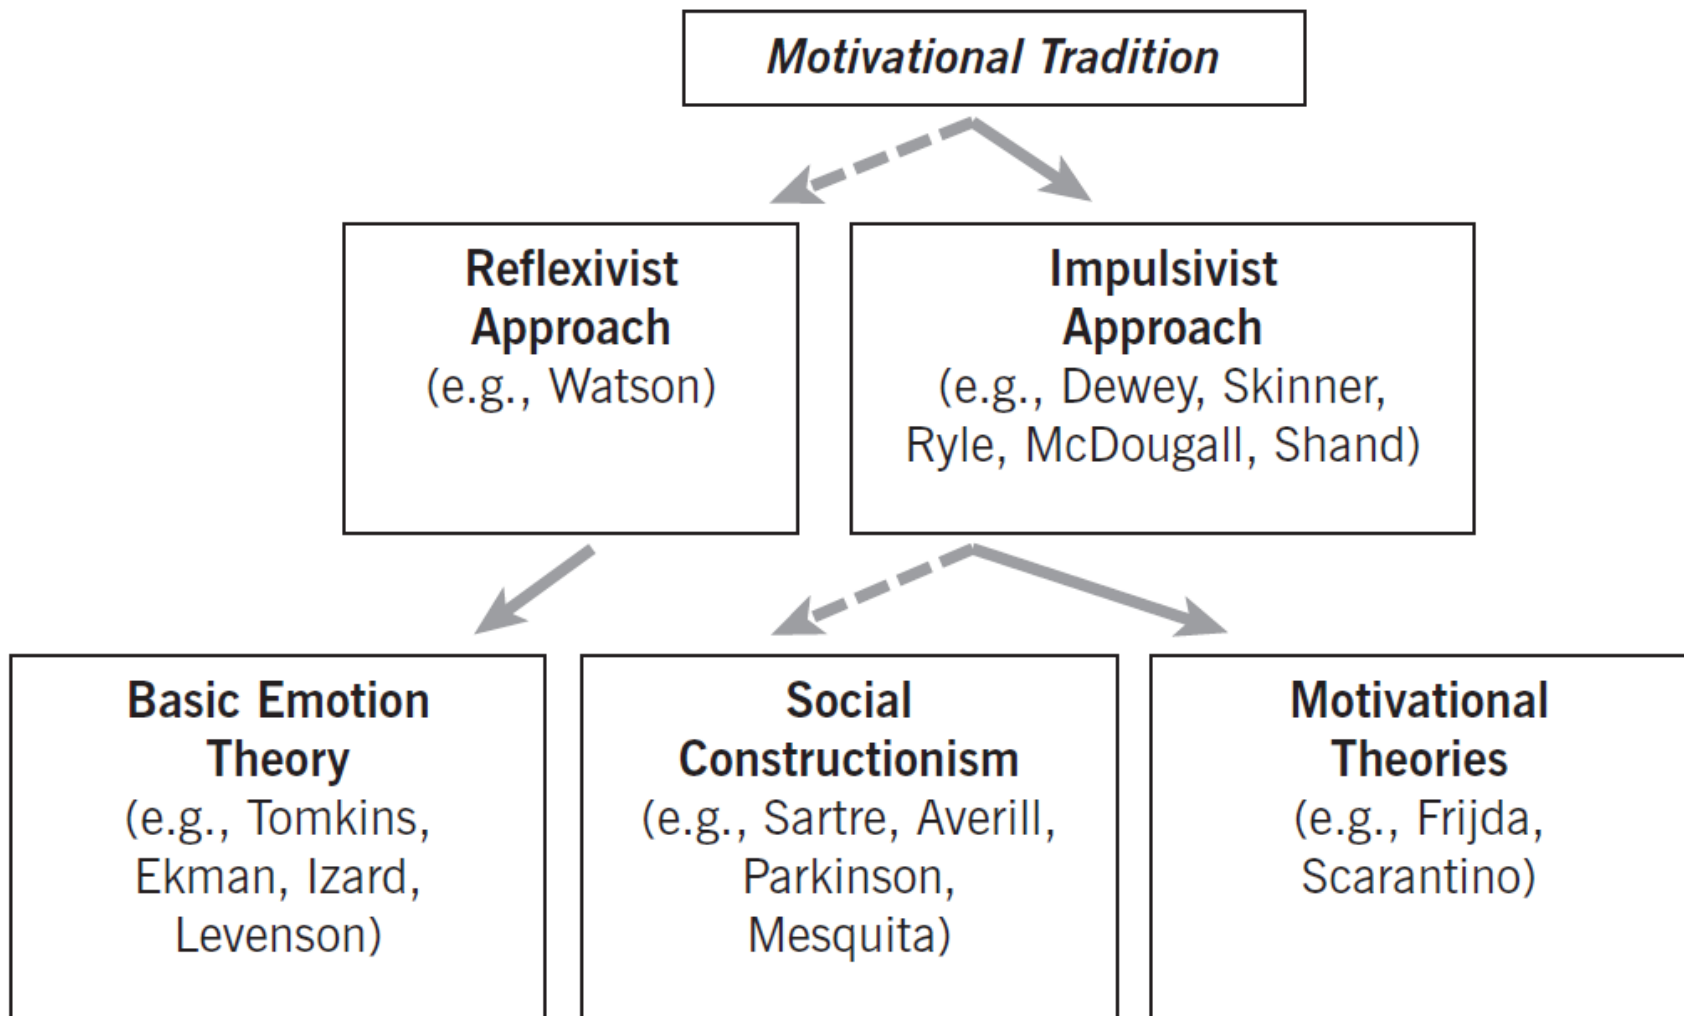 Motivational Tradition
Reflexivist
Approach
(e.g., Watson)
Impulsivist
Approach
(e.g., Dewey, Skinner,
Ryle, McDougall, Shand)
Basic Emotion
Theory
(e.g., Tomkins,
Ekman, Izard,
Levenson)
Social
Constructionism
(e.g., Sartre, Averill,
Parkinson,
Mesquita)
Motivational
Theories
(e.g., Frijda,
Scarantino)